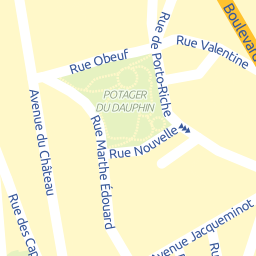 Boulevard
Rue de Porto-Riche
Rue Valentine
Rue Obeuf
POTAGER
DU DAUPHIN
Avenue du Château
Rue Marthe Édouard
Rue Nouvelle
Rue des Cap
Avenue Jacqueminot